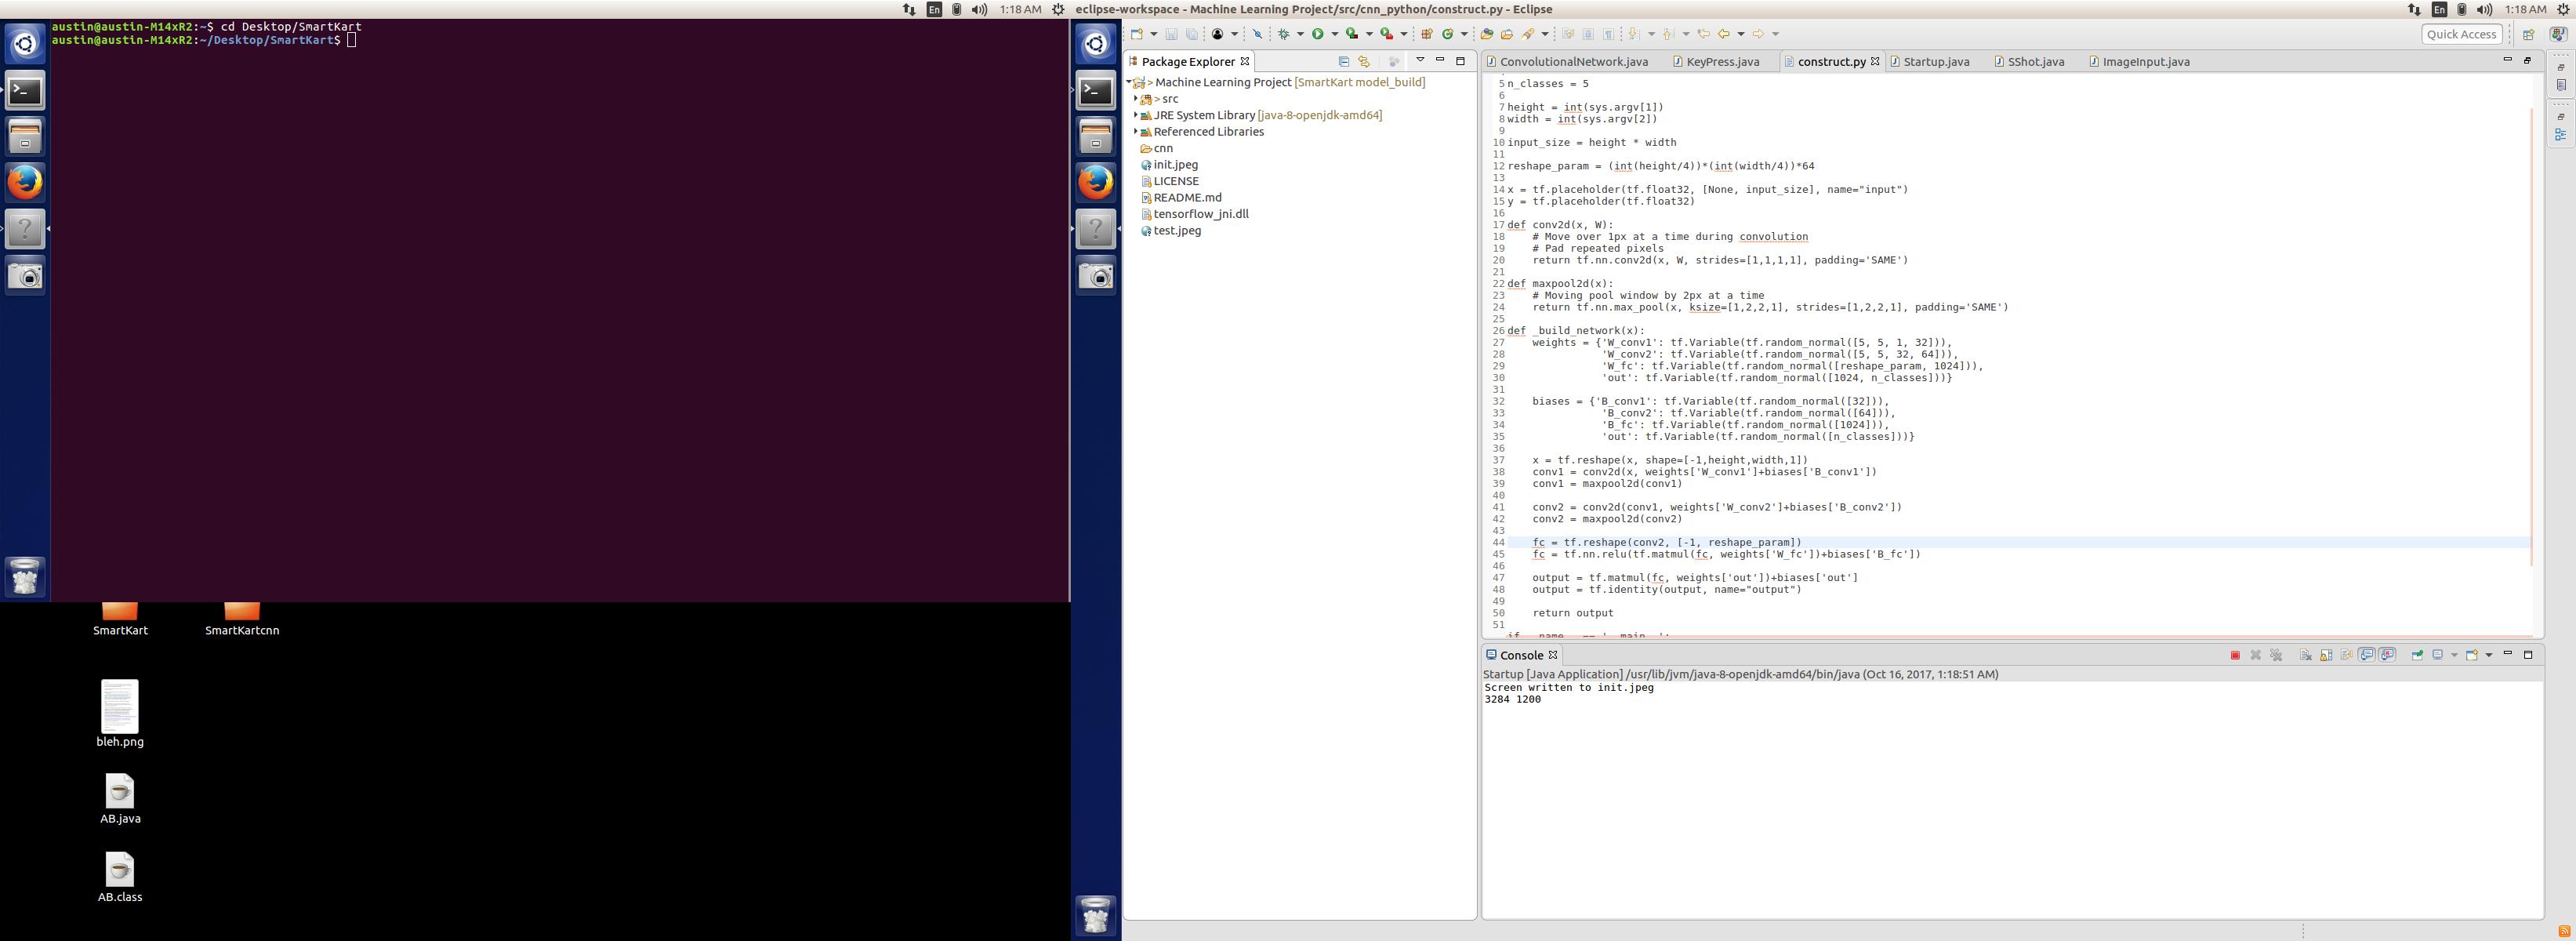 En
1:18 AM
eclipse-workspace - Machine Learning Project/src/cnn_python/construct.py - Eclipse
En
1:18 AM
austin@austin-M14xR2:~$ cd Desktop/SmartKart
austin@austin-M14xR2:~/Desktop/SmartKart$
SmartKart
SmartKartcnn
bleh.png
AB.java
AB.class
Quick Access
Package Explorer
> Machine Learning Project [SmartKart model_build]
> src
JRE System Library [java-8-openjdk-amd64]
Referenced Libraries
cnn
init.jpeg
LICENSE
README.md
tensorflow_jni.dll
test.jpeg
ConvolutionalNetwork.java
KeyPress.java
construct.py
Startup.java
SShot.java
ImageInput.java
5 n_classes = 5
6
7 height = int(sys.argv[1])
8 width = int(sys.argv[2])
9
10 input_size = height * width
11
12 reshape_param = (int(height/4))*(int(width/4))*64
13
14 x = tf.placeholder(tf.float32, [None, input_size], name="input")
15 y = tf.placeholder(tf.float32)
16
17 def conv2d(x, W):
18     # Move over 1px at a time during convolution
19     # Pad repeated pixels
20     return tf.nn.conv2d(x, W, strides=[1,1,1,1], padding='SAME')
21
22 def maxpool2d(x):
23     # Moving pool window by 2px at a time
24     return tf.nn.max_pool(x, ksize=[1,2,2,1], strides=[1,2,2,1], padding='SAME')
25
26 def _build_network(x):
27     weights = {'W_conv1': tf.Variable(tf.random_normal([5, 5, 1, 32])),
28                'W_conv2': tf.Variable(tf.random_normal([5, 5, 32, 64])),
29                'W_fc': tf.Variable(tf.random_normal([reshape_param, 1024])),
30                'out': tf.Variable(tf.random_normal([1024, n_classes]))}
31
32     biases = {'B_conv1': tf.Variable(tf.random_normal([32])),
33                'B_conv2': tf.Variable(tf.random_normal([64])),
34                'B_fc': tf.Variable(tf.random_normal([1024])),
35                'out': tf.Variable(tf.random_normal([n_classes]))}
36
37     x = tf.reshape(x, shape=[-1,height,width,1])
38     conv1 = conv2d(x, weights['W_conv1']+biases['B_conv1'])
39     conv1 = maxpool2d(conv1)
40
41     conv2 = conv2d(conv1, weights['W_conv2']+biases['B_conv2'])
42     conv2 = maxpool2d(conv2)
43
44     fc = tf.reshape(conv2, [-1, reshape_param])
45     fc = tf.nn.relu(tf.matmul(fc, weights['W_fc'])+biases['B_fc'])
46
47     output = tf.matmul(fc, weights['out'])+biases['out']
48     output = tf.identity(output, name="output")
49
50     return output
51
Console
Startup [Java Application] /usr/lib/jvm/java-8-openjdk-amd64/bin/java (Oct 16, 2017, 1:18:51 AM)
Screen written to init.jpeg
3284 1200